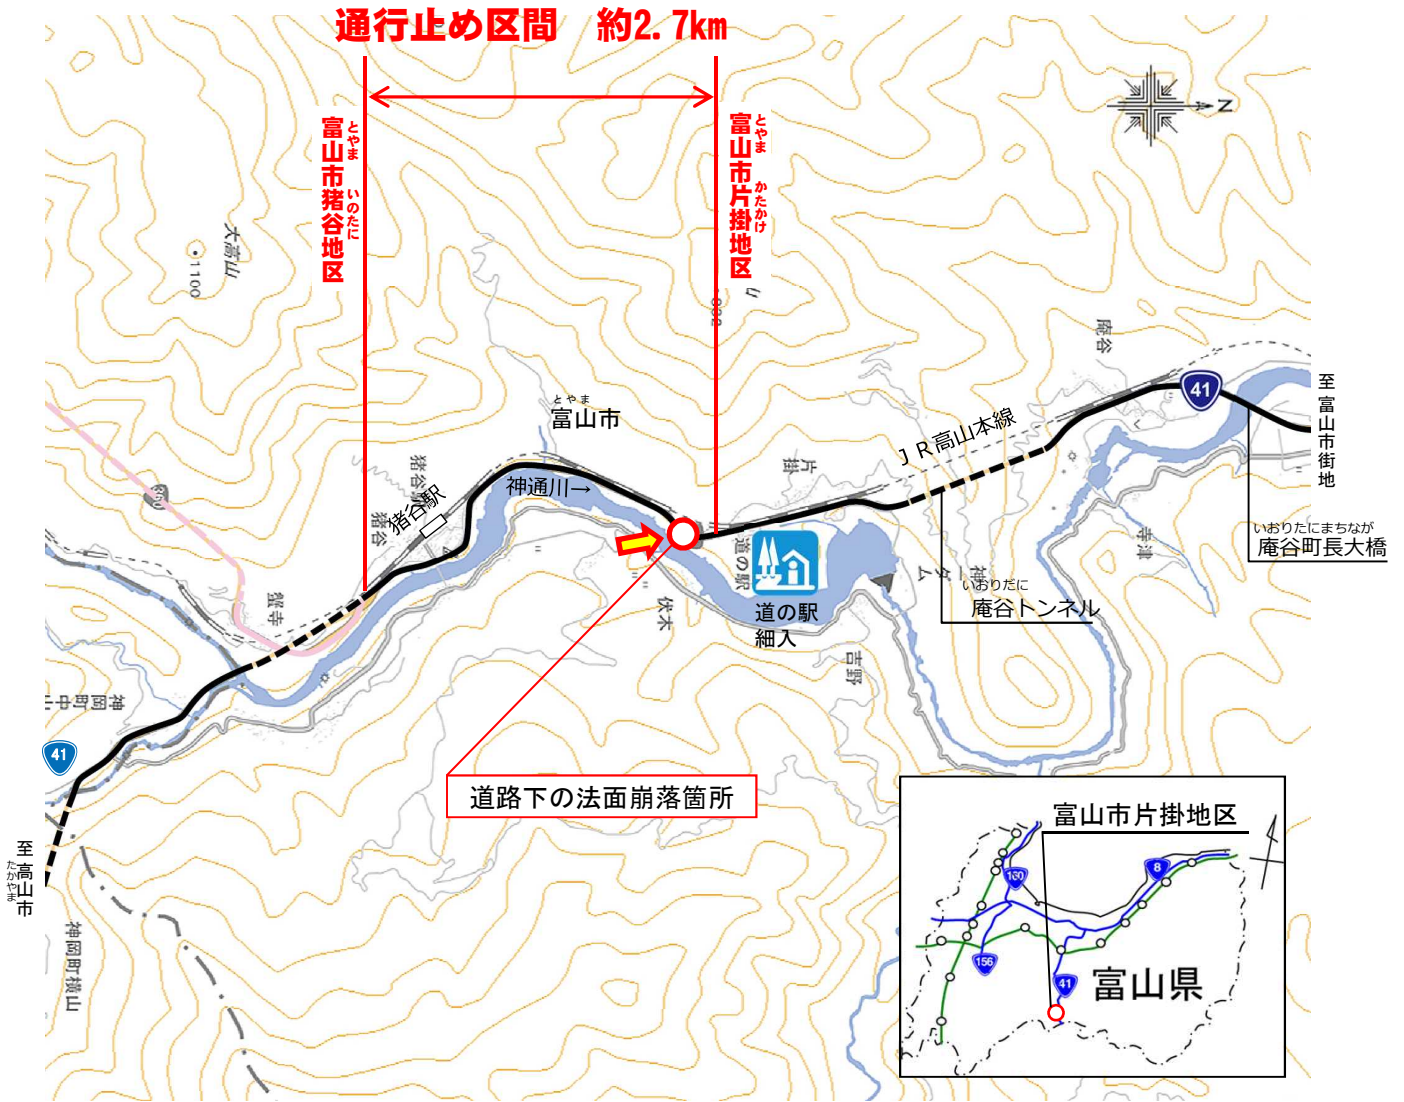 通行止め区間　約2.7km
とやま　いのたに
富山市猪谷地区
とやま　かたかけ
富山市片掛地区
N
大高山
・1100
庵谷
41
至 富山市街地
とやま
富山市
JR高山本線
片掛
神通川→
猪谷駅
猪谷
いおりたにまちなが
庵谷町長大橋
寺津
道の駅
いおりだに
庵谷トンネル
道の駅
細入
伏木
蟹寺
吉野
41
道路下の法面崩落箇所
至 高山市
たかやま
神岡町横山
富山市片掛地区
160
8
156
41
富山県